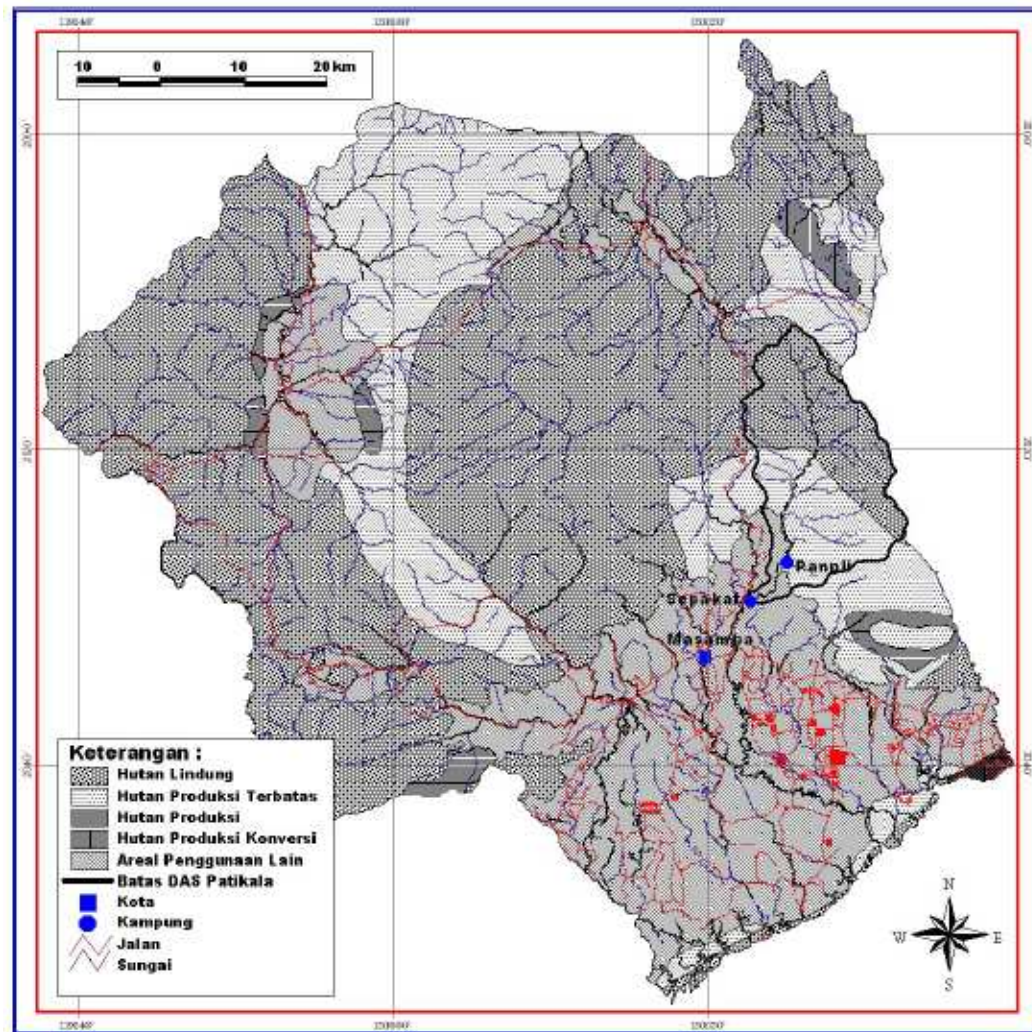 10 0 10 20 km
Panpli
Sepakat
Masampa
Keterangan :
Hutan Lindung
Hutan Produksi Terbatas
Hutan Produksi
Hutan Produksi Konversi
Areal Penggunaan Lain
Batas DAS Patikala
Kota
Kampung
Jalan
Sungai
N
W E
S